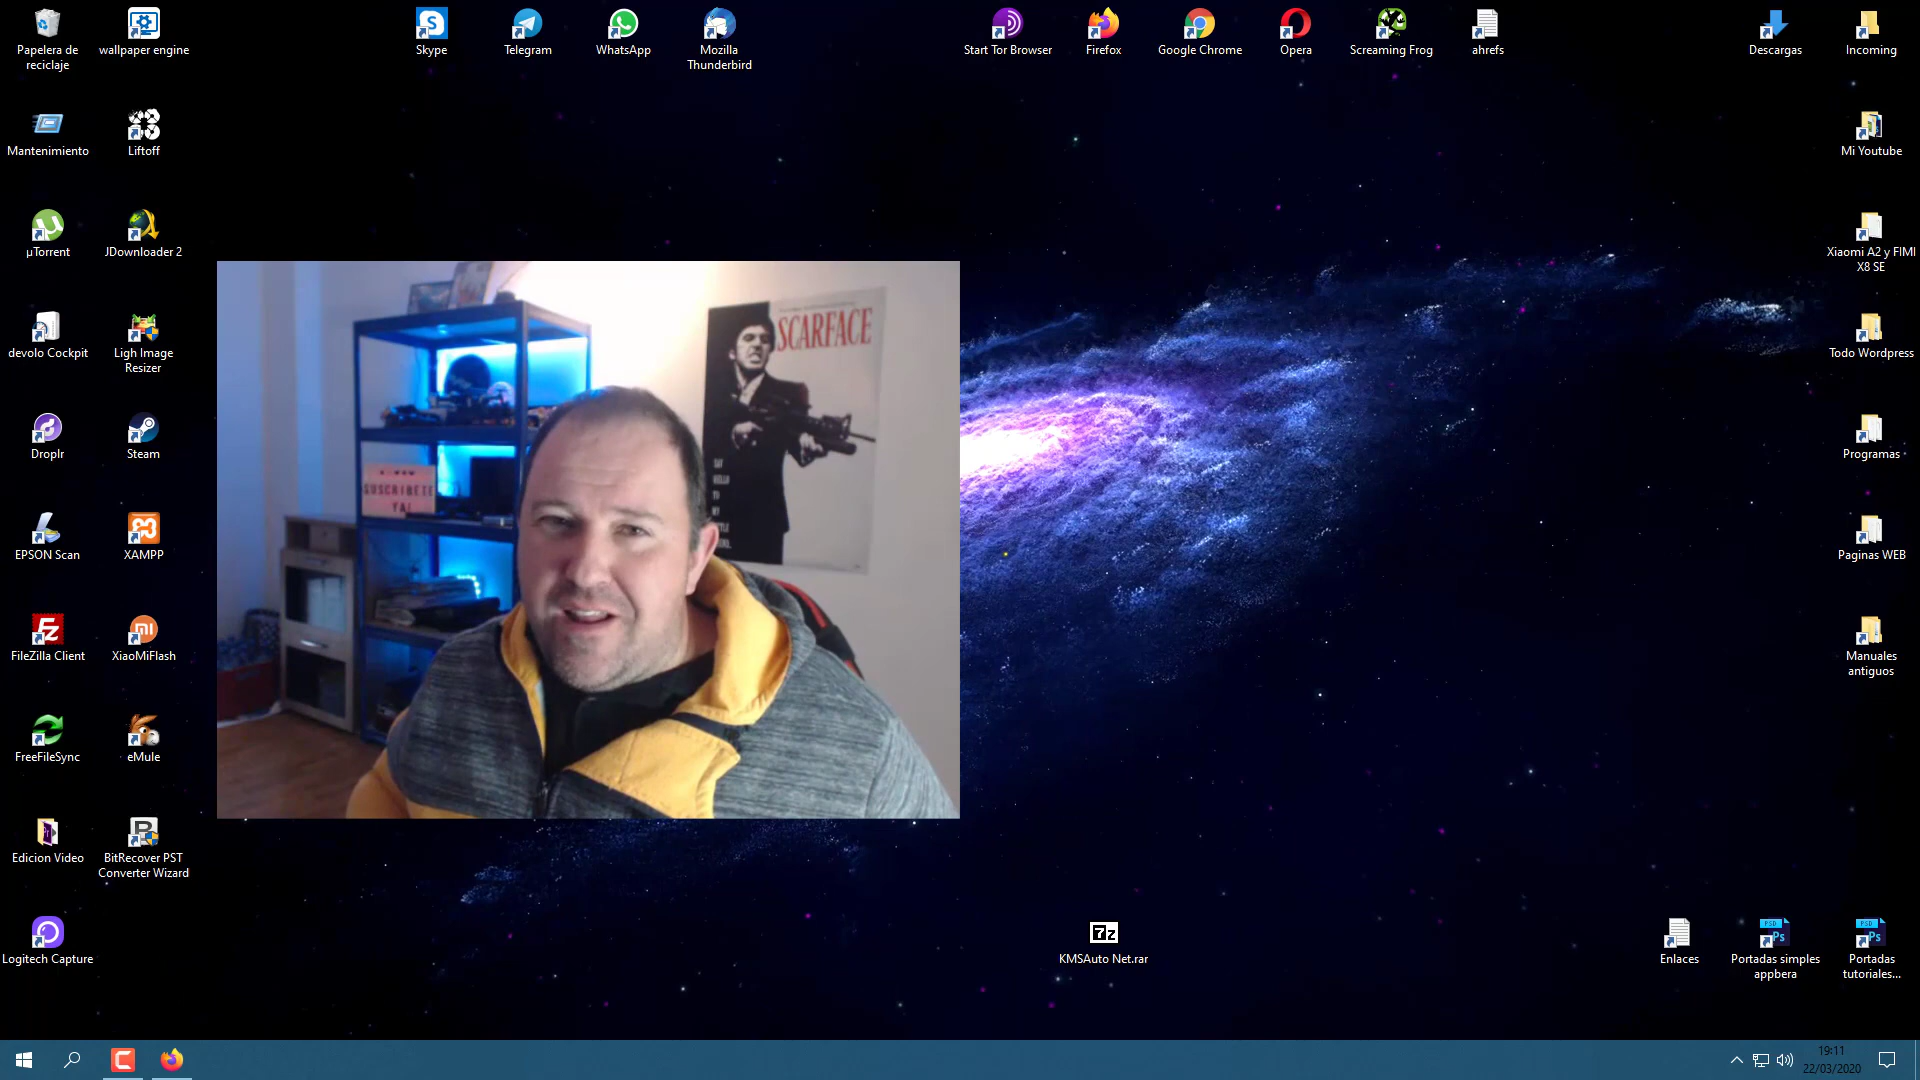 Papelera de
reciclaje
wallpaper engine
Skype
Telegram
WhatsApp
Mozilla
Thunderbird
Start Tor Browser
Firefox
Google Chrome
Opera
Screaming Frog
ahrefs
Descargas
Incoming
Mantenimiento
Liftoff
Mi Youtube
µTorrent
JDownloader 2
Xiaomi A2 y FIMI
X8 SE
devolo Cockpit
Ligh Image
Resizer
Todo Wordpress
SCARFACE
Droplr
Steam
Programas
SUSCRIBETE
YA!
EPSON Scan
XAMPP
Paginas WEB
FileZilla Client
XiaoMiFlash
Manuales
antiguos
FreeFileSync
eMule
Edicion Video
BitRecover PST
Converter Wizard
Logitech Capture
KMSAuto Net.rar
Enlaces
Portadas simples
appbera
Portadas
tutoriales...
19:11
22/03/2020